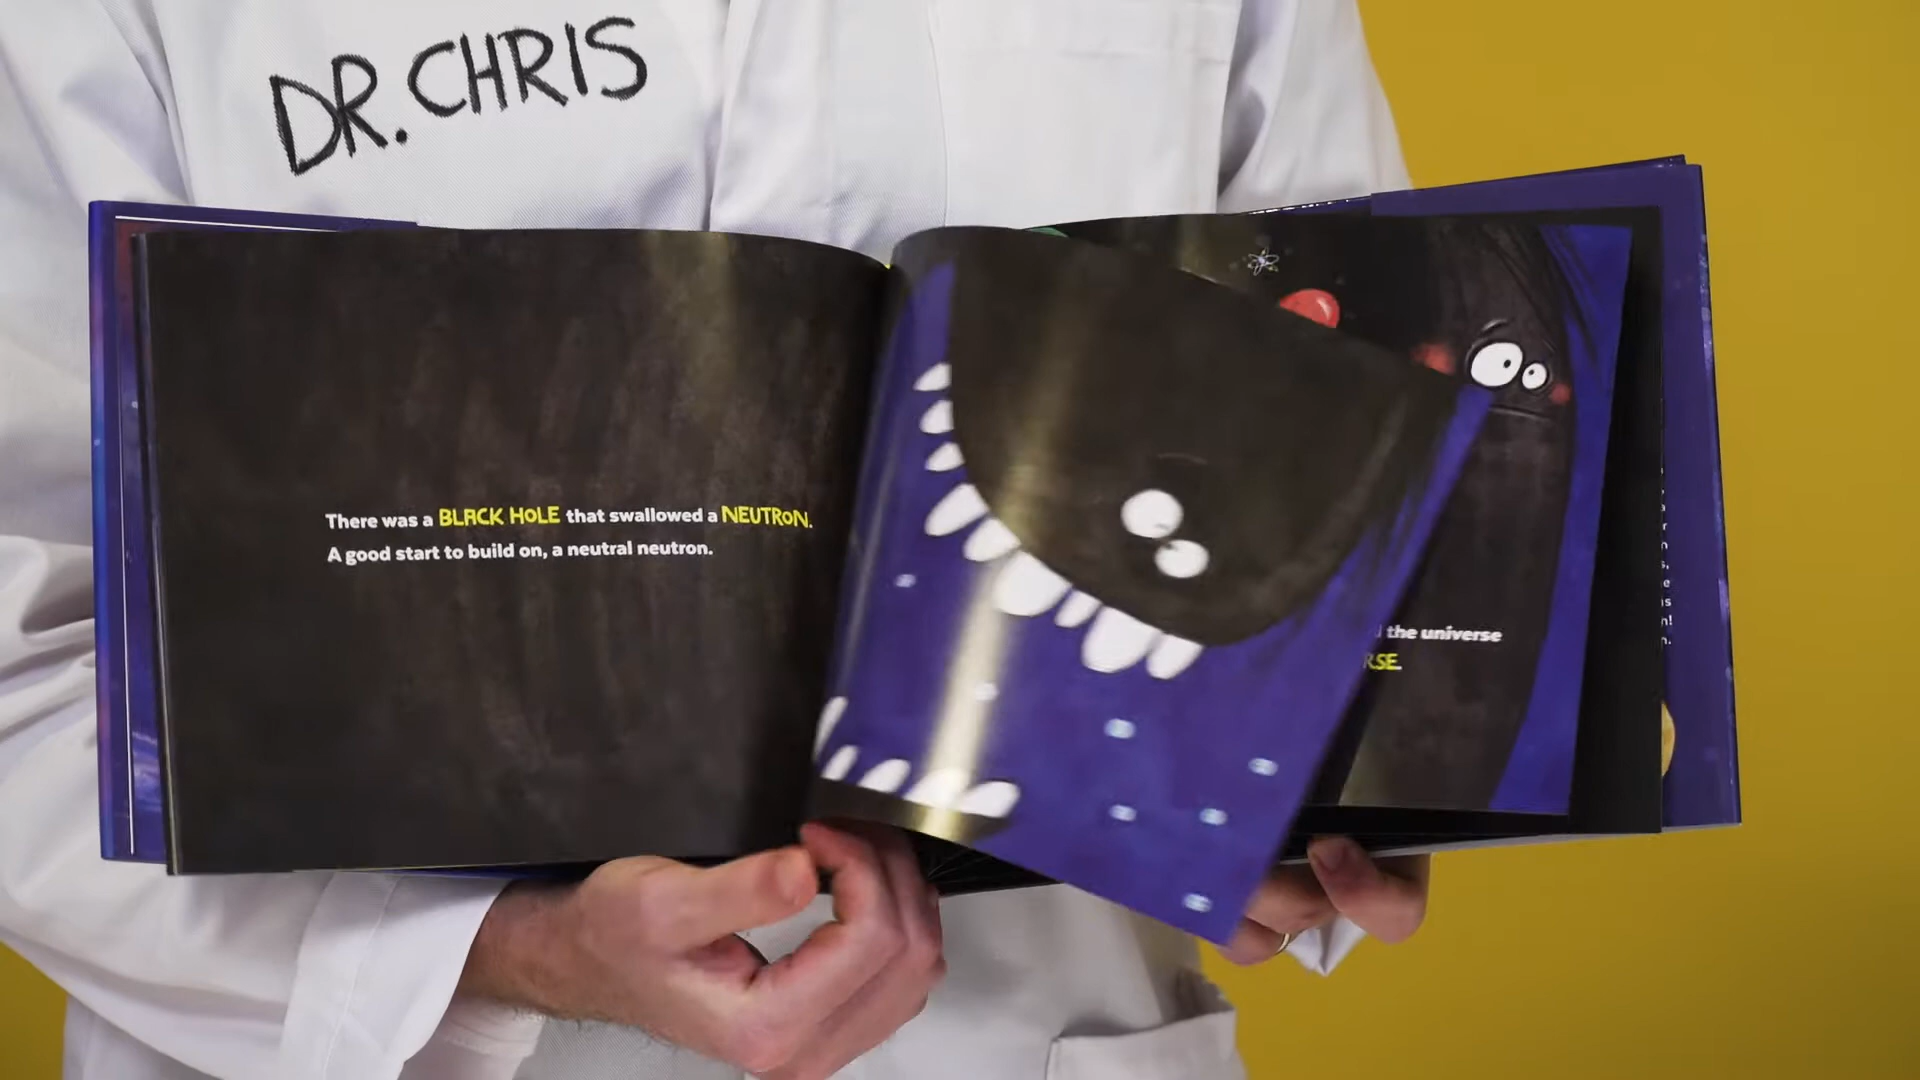 DR. CHRIS
There was a BLACK HOLE that swallowed a NEUTRON.
A good start to build on, a neutral neutron.
the universe